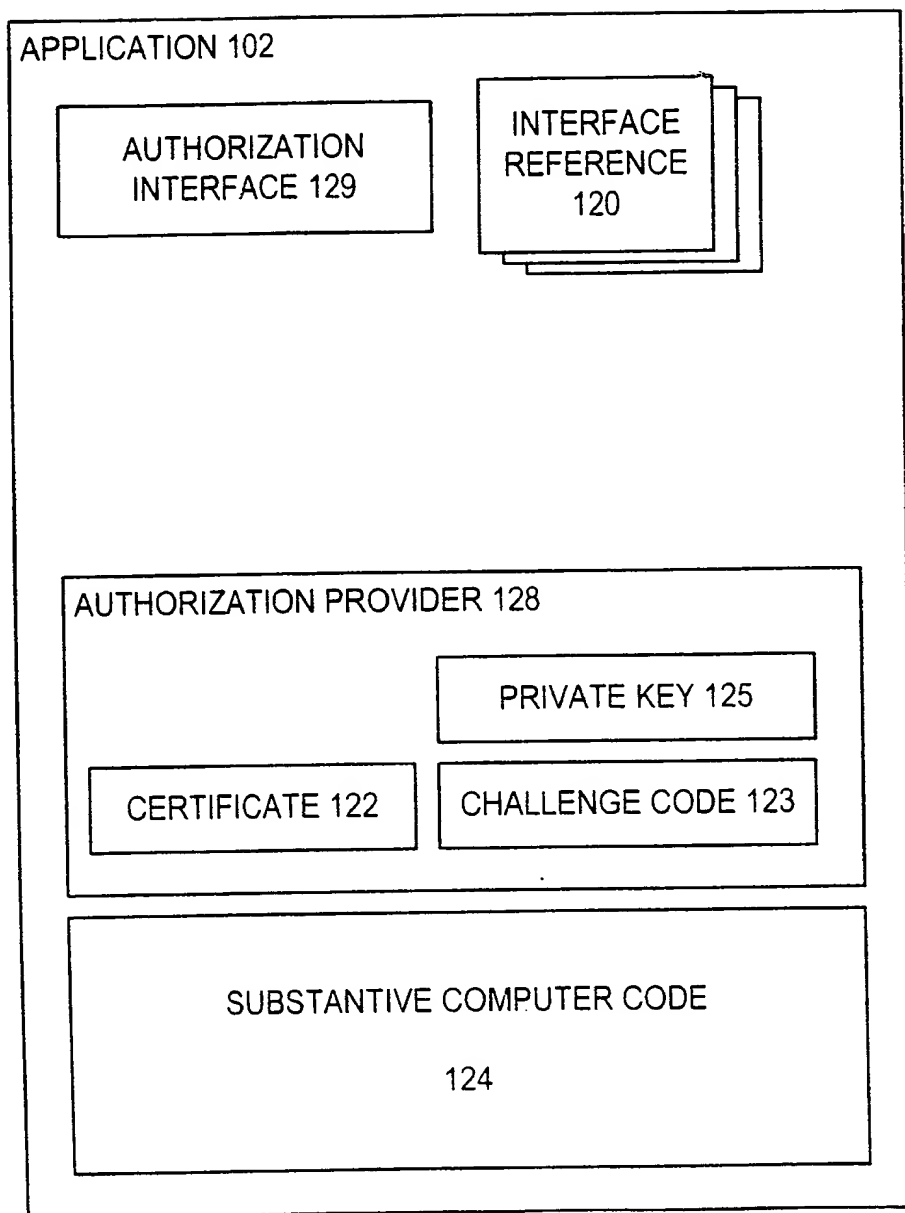 APPLICATION 102
AUTHORIZATION
INTERFACE 129
INTERFACE
REFERENCE
120
AUTHORIZATION PROVIDER 128
PRIVATE KEY 125
CERTIFICATE 122
CHALLENGE CODE 123
SUBSTANTIVE COMPUTER CODE
124